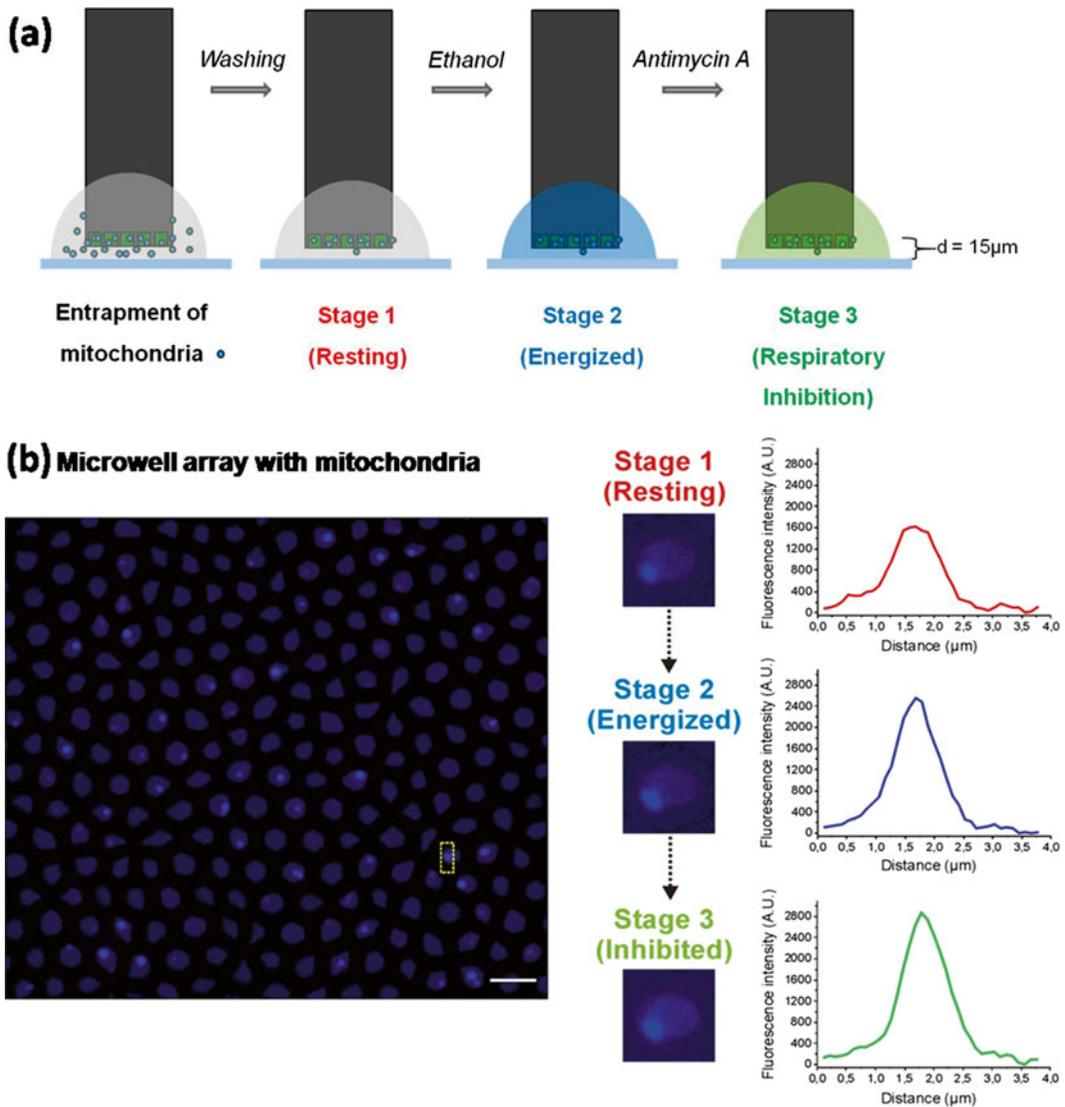 (a)
Washing
Ethanol
Antimycin A
d = 15µm
Entrapment of
mitochondria
Stage 1
(Resting)
Stage 2
(Energized)
Stage 3
(Respiratory
Inhibition)
(b) Microwell array with mitochondria
Stage 1
(Resting)
Fluorescence intensity (A.U.)
2800
2400
2000
1600
1200
800
400
0
0,0 0,5 1,0 1,5 2,0 2,5 3,0 3,5 4,0
Distance (µm)
Stage 2
(Energized)
Fluorescence intensity (A.U.)
2800
2400
2000
1600
1200
800
400
0
0,0 0,5 1,0 1,5 2,0 2,5 3,0 3,5 4,0
Distance (µm)
Stage 3
(Inhibited)
Fluorescence intensity (A.U.)
2800
2400
2000
1600
1200
800
400
0
0,0 0,5 1,0 1,5 2,0 2,5 3,0 3,5 4,0
Distance (µm)